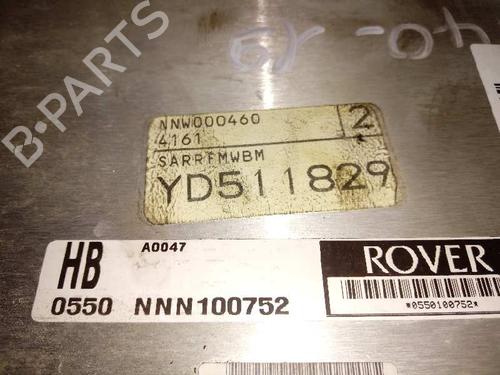 B-PARTS
NNW000460
2
4161
SARRFMWBM
YD511829
HB
A0047
ROVER
0550 NNN100752
*0550100752*